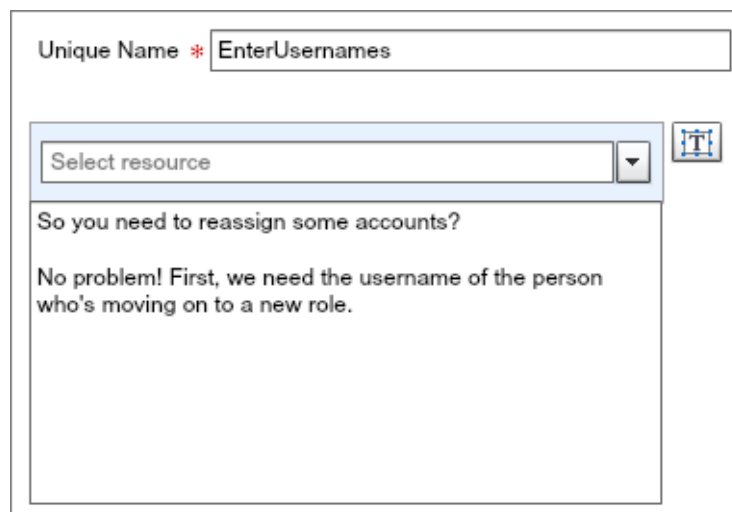 Unique Name * EnterUsernames
Select resource
T
So you need to reassign some accounts?
No problem! First, we need the username of the person
who's moving on to a new role.